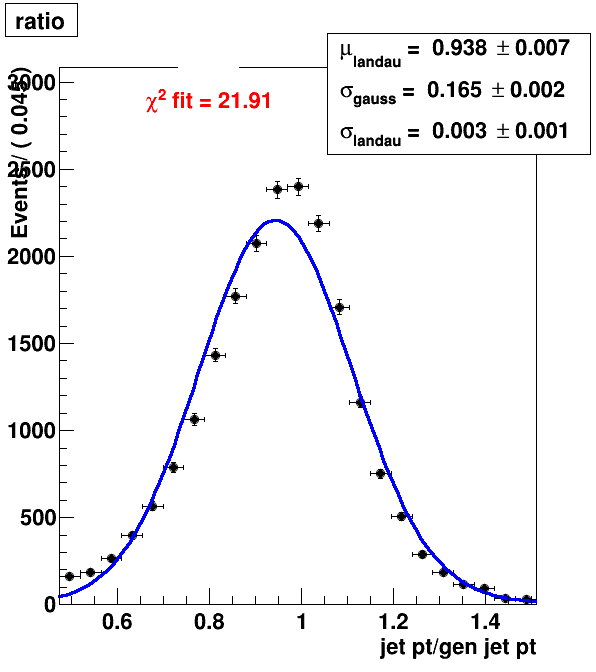 ratio
μlandau = 0.938 ± 0.007
σgauss = 0.165 ± 0.002
σlandau = 0.003 ± 0.001
χ² fit = 21.91
Events / ( 0.045 )
3000
2500
2000
1500
1000
500
0
0.6 0.8 1 1.2 1.4
jet pt/gen jet pt